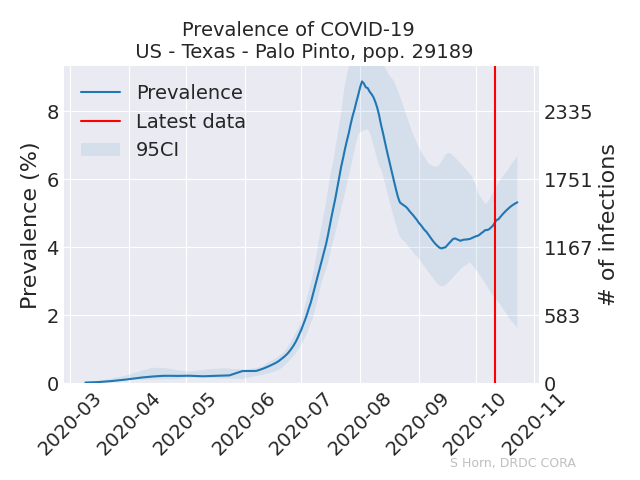 Prevalence of COVID-19
US - Texas - Palo Pinto, pop. 29189
Prevalence
Latest data
95CI
Prevalence (%)
8
6
4
2
0
2335
1751
1167
583
0
# of infections
2020-03
2020-04
2020-05
2020-06
2020-07
2020-08
2020-09
2020-10
2020-11
S Horn, DRDC CORA